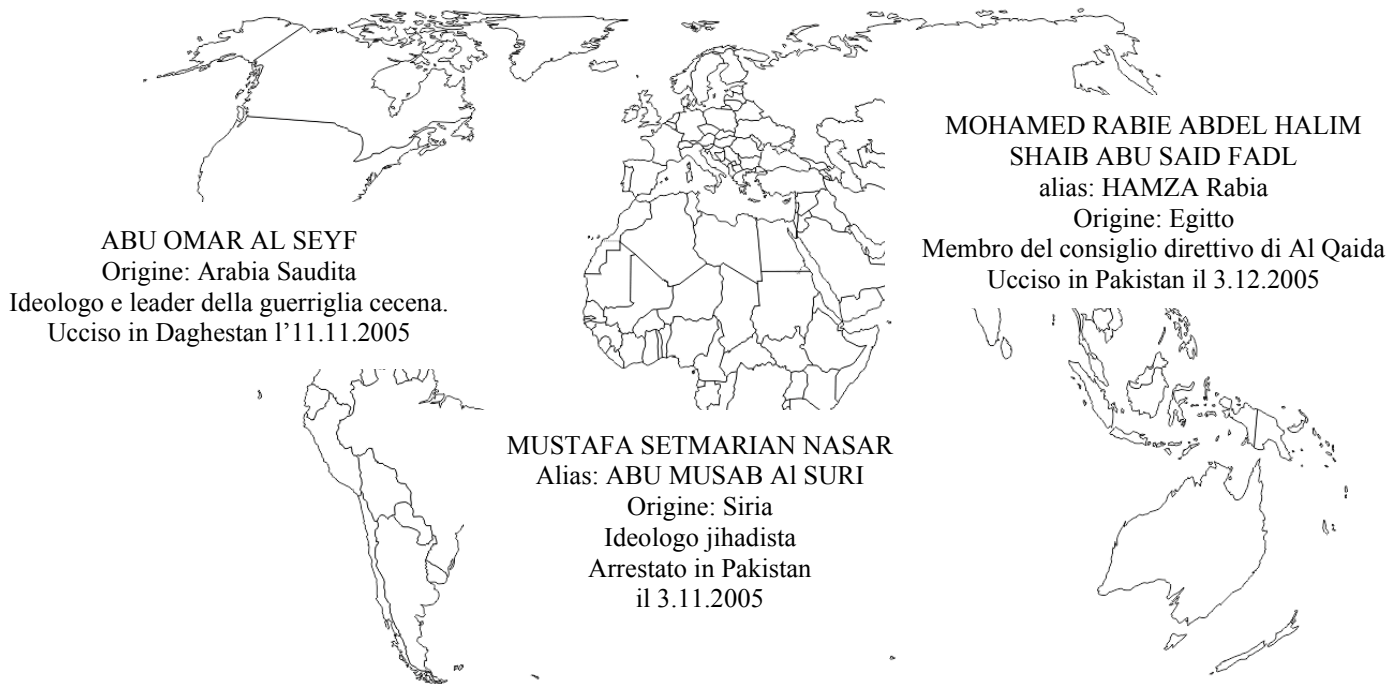 ABU OMAR AL SEYF
Origine: Arabia Saudita
Ideologo e leader della guerriglia cecena.
Ucciso in Daghestan l’11.11.2005
MUSTAFA SETMARIAN NASAR
Alias: ABU MUSAB Al SURI
Origine: Siria
Ideologo jihadista
Arrestato in Pakistan
il 3.11.2005
MOHAMED RABIE ABDEL HALIM
SHAIB ABU SAID FADL
alias: HAMZA Rabia
Origine: Egitto
Membro del consiglio direttivo di Al Qaida
Ucciso in Pakistan il 3.12.2005